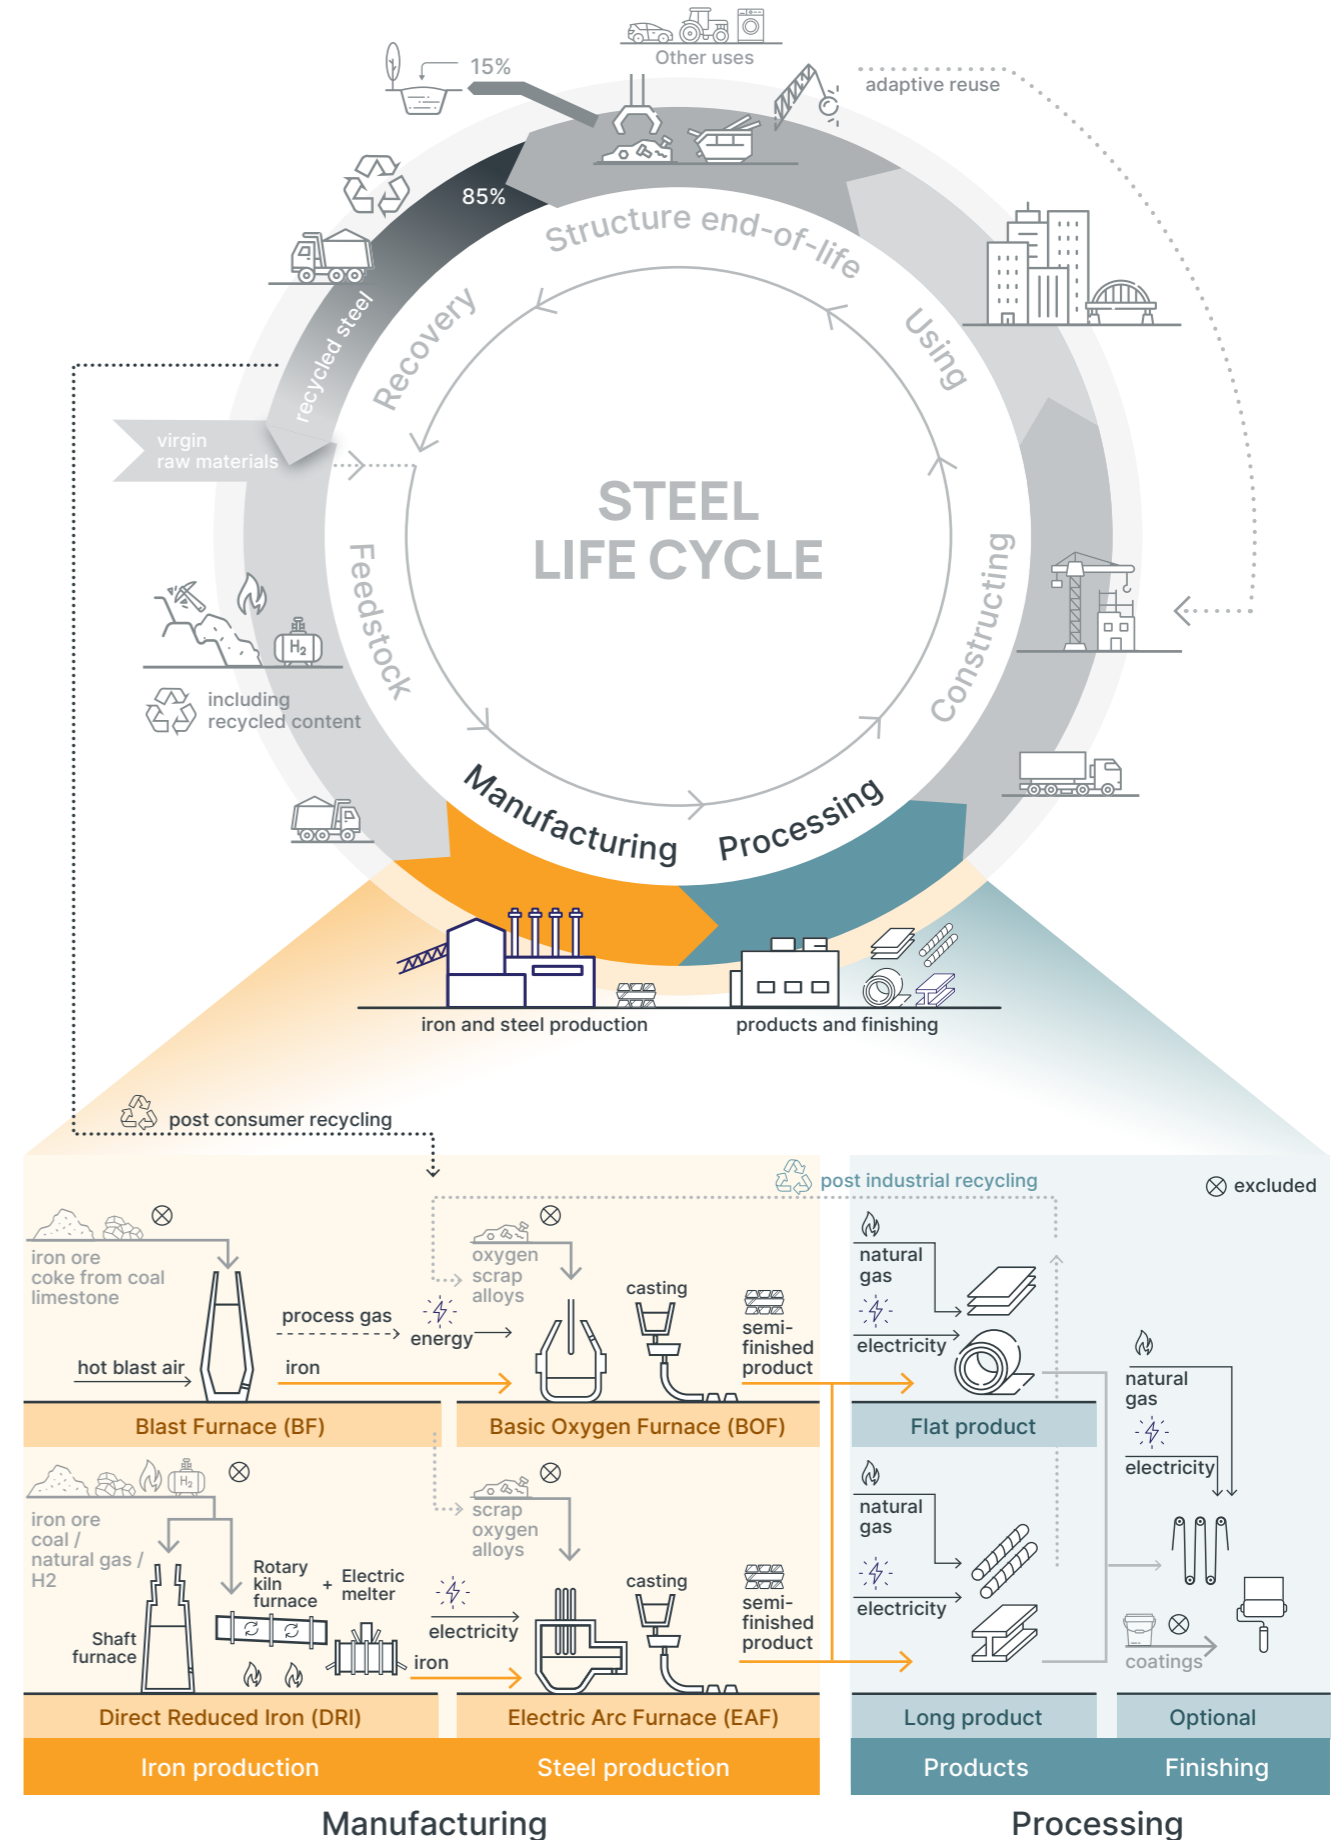 Other uses
15%
adaptive reuse
85%
Structure end-of-life
Recovery
Using
recycled steel
virgin
raw materials
STEEL
LIFE CYCLE
Feedstock
Constructing
H₂
including
recycled content
Manufacturing
Processing
iron and steel production
products and finishing
post consumer recycling
post industrial recycling
excluded
iron ore
coke from coal
limestone
hot blast air
process gas
iron
energy
oxygen
scrap
alloys
casting
semi-
finished
product
natural
gas
electricity
natural
gas
electricity
Blast Furnace (BF)
Basic Oxygen Furnace (BOF)
Flat product
H₂
iron ore
coal /
natural gas /
H2
Shaft
furnace
Rotary
kiln
furnace
+
Electric
melter
electricity
iron
scrap
oxygen
alloys
casting
semi-
finished
product
natural
gas
electricity
coatings
Direct Reduced Iron (DRI)
Electric Arc Furnace (EAF)
Long product
Optional
Iron production
Steel production
Products
Finishing
Manufacturing
Processing